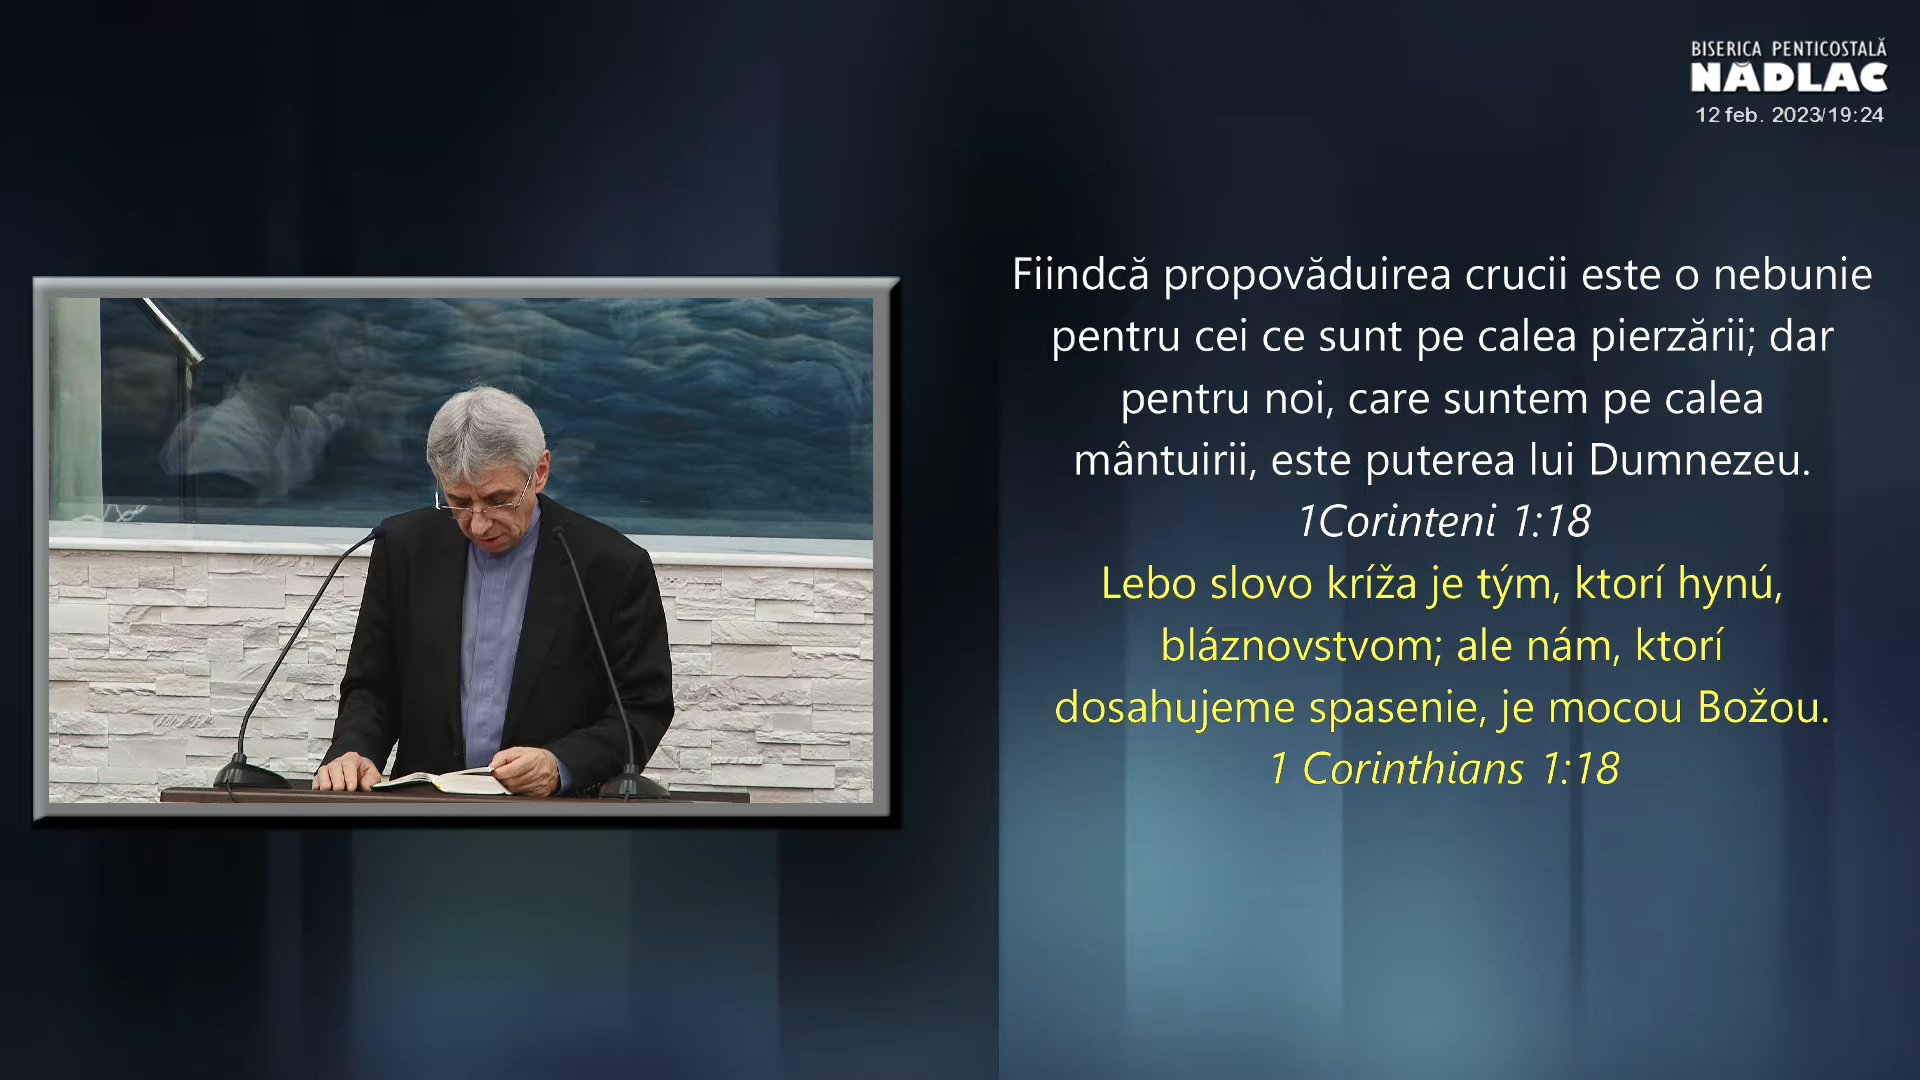 BISERICA PENTICOSTALĂ
NĂDLAC
12 feb. 2023/19:24
Fiindcă propovăduirea crucii este o nebunie
pentru cei ce sunt pe calea pierzării; dar
pentru noi, care suntem pe calea
mântuirii, este puterea lui Dumnezeu.
1Corinteni 1:18
Lebo slovo kríža je tým, ktorí hynú,
bláznovstvom; ale nám, ktorí
dosahujeme spasenie, je mocou Božou.
1 Corinthians 1:18